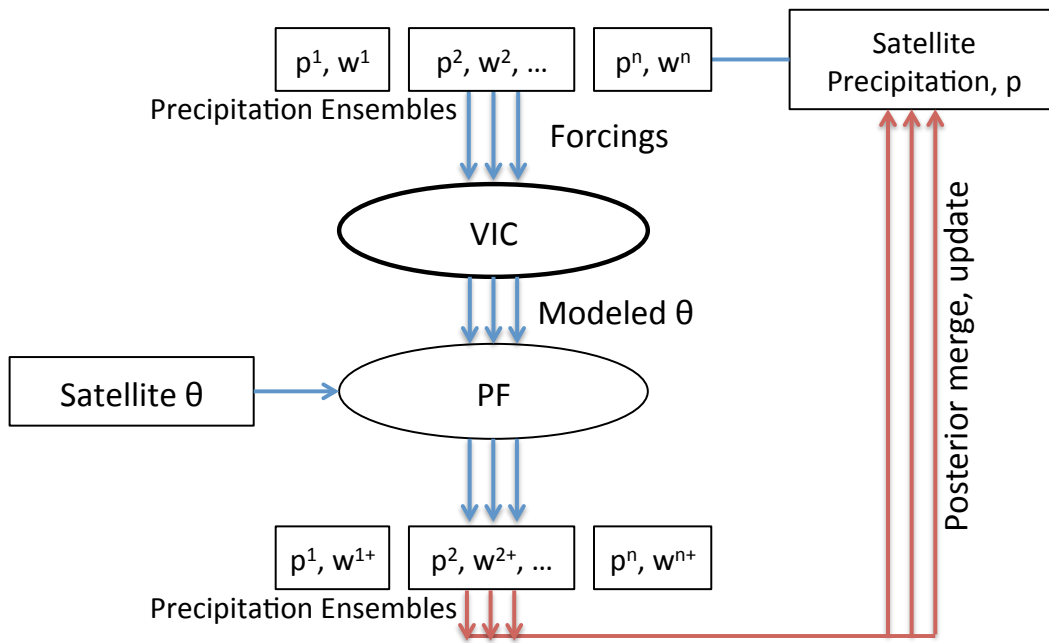 p¹, w¹
p², w², ...
pⁿ, wⁿ
Satellite
Precipitation, p
Precipitation Ensembles
Forcings
VIC
Modeled θ
Satellite θ
PF
Posterior merge, update
p¹, w¹⁺
p², w²⁺, ...
pⁿ, wⁿ⁺
Precipitation Ensembles